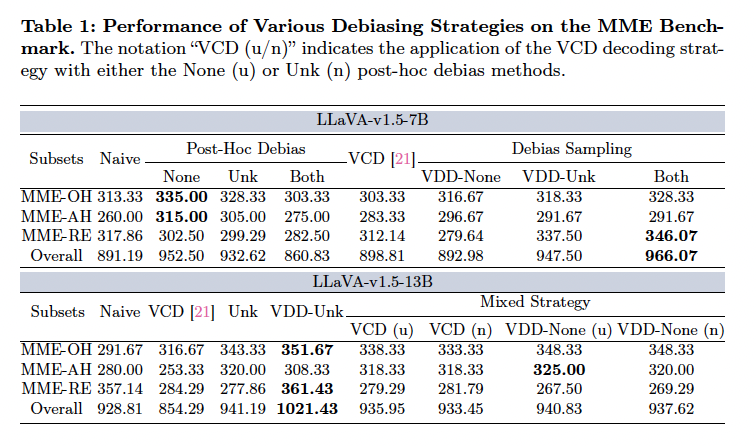 Table 1: Performance of Various Debiasing Strategies on the MME Bench-
mark. The notation “VCD (u/n)” indicates the application of the VCD decoding strat-
egy with either the None (u) or Unk (n) post-hoc debias methods.
LLaVA-v1.5-7B
Subsets Naive Post-Hoc Debias VCD [21] Debias Sampling
None Unk Both VDD-None VDD-Unk Both
MME-OH 313.33 335.00 328.33 303.33 303.33 316.67 318.33 328.33
MME-AH 260.00 315.00 305.00 275.00 283.33 296.67 291.67 291.67
MME-RE 317.86 302.50 299.29 282.50 312.14 279.64 337.50 346.07
Overall 891.19 952.50 932.62 860.83 898.81 892.98 947.50 966.07
LLaVA-v1.5-13B
Subsets Naive VCD [21] Unk VDD-Unk Mixed Strategy
VCD (u) VCD (n) VDD-None (u) VDD-None (n)
MME-OH 291.67 316.67 343.33 351.67 338.33 333.33 348.33 348.33
MME-AH 280.00 253.33 320.00 308.33 318.33 318.33 325.00 320.00
MME-RE 357.14 284.29 277.86 361.43 279.29 281.79 267.50 269.29
Overall 928.81 854.29 941.19 1021.43 935.95 933.45 940.83 937.62